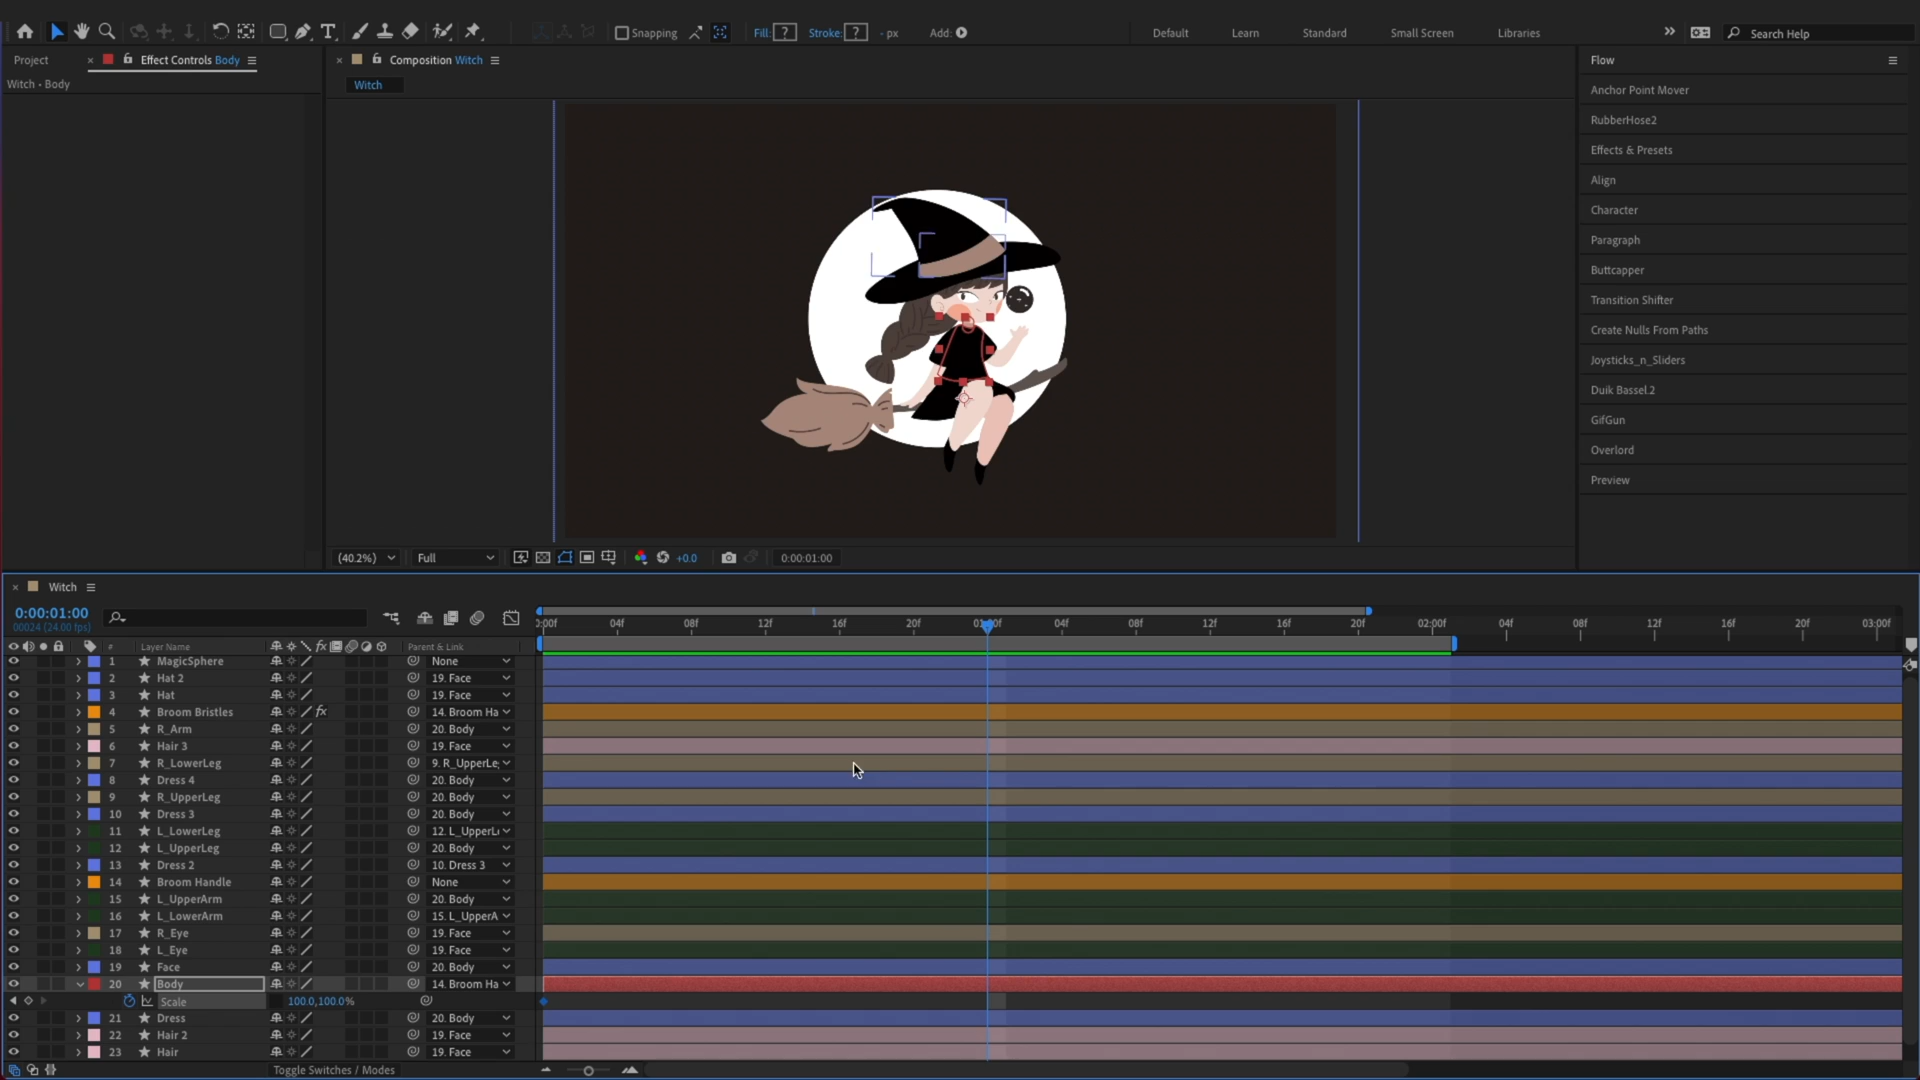 Snapping
Fill: ?
Stroke: ?
- px
Add:
Default
Learn
Standard
Small Screen
Libraries
Search Help
Project
Effect Controls Body
Composition Witch
Flow
Witch • Body
Witch
Anchor Point Mover
RubberHose2
Effects & Presets
Align
Character
Paragraph
Buttcapper
Transition Shifter
Create Nulls From Paths
Joysticks_n_Sliders
Duik Bassel.2
GifGun
Overlord
Preview
(40.2%)
Full
+0.0
0:00:01:00
Witch
0:00:01:00
00024 (24.00 fps)
04f 08f 12f 16f 20f 04f 08f 12f 16f 20f 02:00f 04f 08f 12f 16f 20f 03:00f
# Layer Name Parent & Link
1 MagicSphere None
2 Hat 2 19. Face
3 Hat 19. Face
4 Broom Bristles fx 14. Broom Ha
5 R_Arm 20. Body
6 Hair 3 19. Face
7 R_LowerLeg 9. R_UpperLe
8 Dress 4 20. Body
9 R_UpperLeg 20. Body
10 Dress 3 20. Body
11 L_LowerLeg 12. L_UpperL
12 L_UpperLeg 20. Body
13 Dress 2 10. Dress 3
14 Broom Handle None
15 L_UpperArm 20. Body
16 L_LowerArm 15. L_UpperA
17 R_Eye 19. Face
18 L_Eye 19. Face
19 Face 20. Body
20 Body 14. Broom Ha
Scale 100.0,100.0%
21 Dress 20. Body
22 Hair 2 19. Face
23 Hair 19. Face
Toggle Switches / Modes